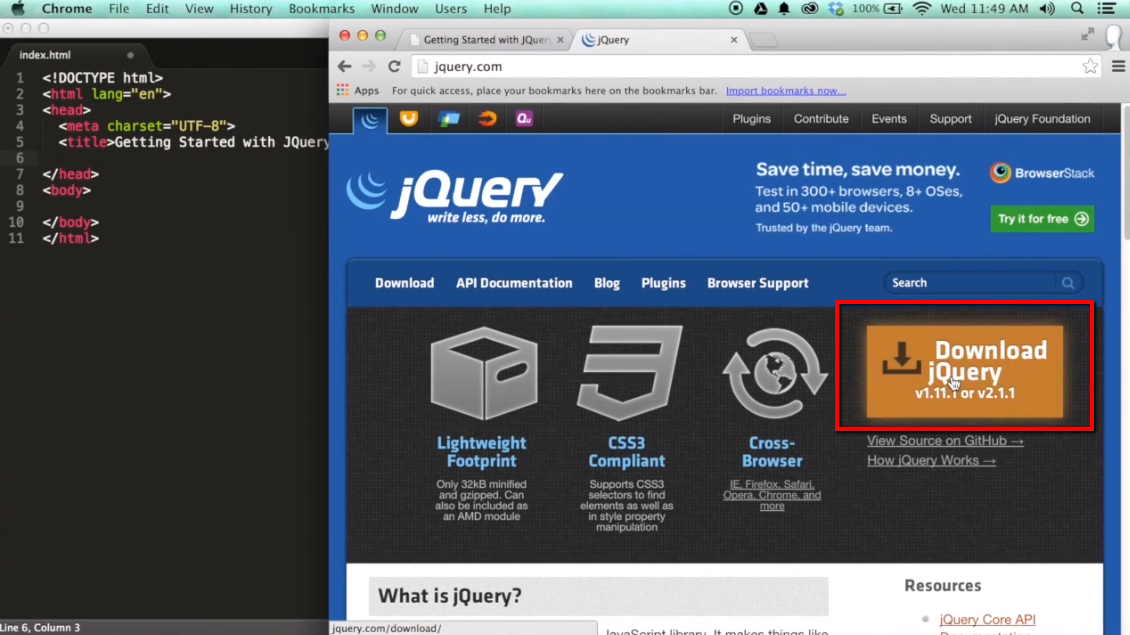 Chrome File Edit View History Bookmarks Window Users Help 100% Wed 11:49 AM
index.html
1 <!DOCTYPE html>
2 <html lang="en">
3 <head>
4 <meta charset="UTF-8">
5 <title>Getting Started with JQuery
6
7 </head>
8 <body>
9
10 </body>
11 </html>
Line 6, Column 3
Getting Started with JQuer
jQuery
jquery.com
Apps For quick access, place your bookmarks here on the bookmarks bar. Import bookmarks now...
Qu
Plugins Contribute Events Support jQuery Foundation
jQuery
write less, do more.
Save time, save money.
Test in 300+ browsers, 8+ OSes,
and 50+ mobile devices.
Trusted by the jQuery team.
BrowserStack
Try it for free
Download API Documentation Blog Plugins Browser Support Search
Lightweight
Footprint
Only 32kB minified
and gzipped. Can
also be included as
an AMD module
CSS3
Compliant
Supports CSS3
selectors to find
elements as well as
in style property
manipulation
Cross-
Browser
IE, Firefox, Safari,
Opera, Chrome, and
more
Download
jQuery
v1.11.1 or v2.1.1
View Source on GitHub →
How jQuery Works →
What is jQuery?
JavaScript library. It makes things like
Resources
jQuery Core API
Documentation
jquery.com/download/